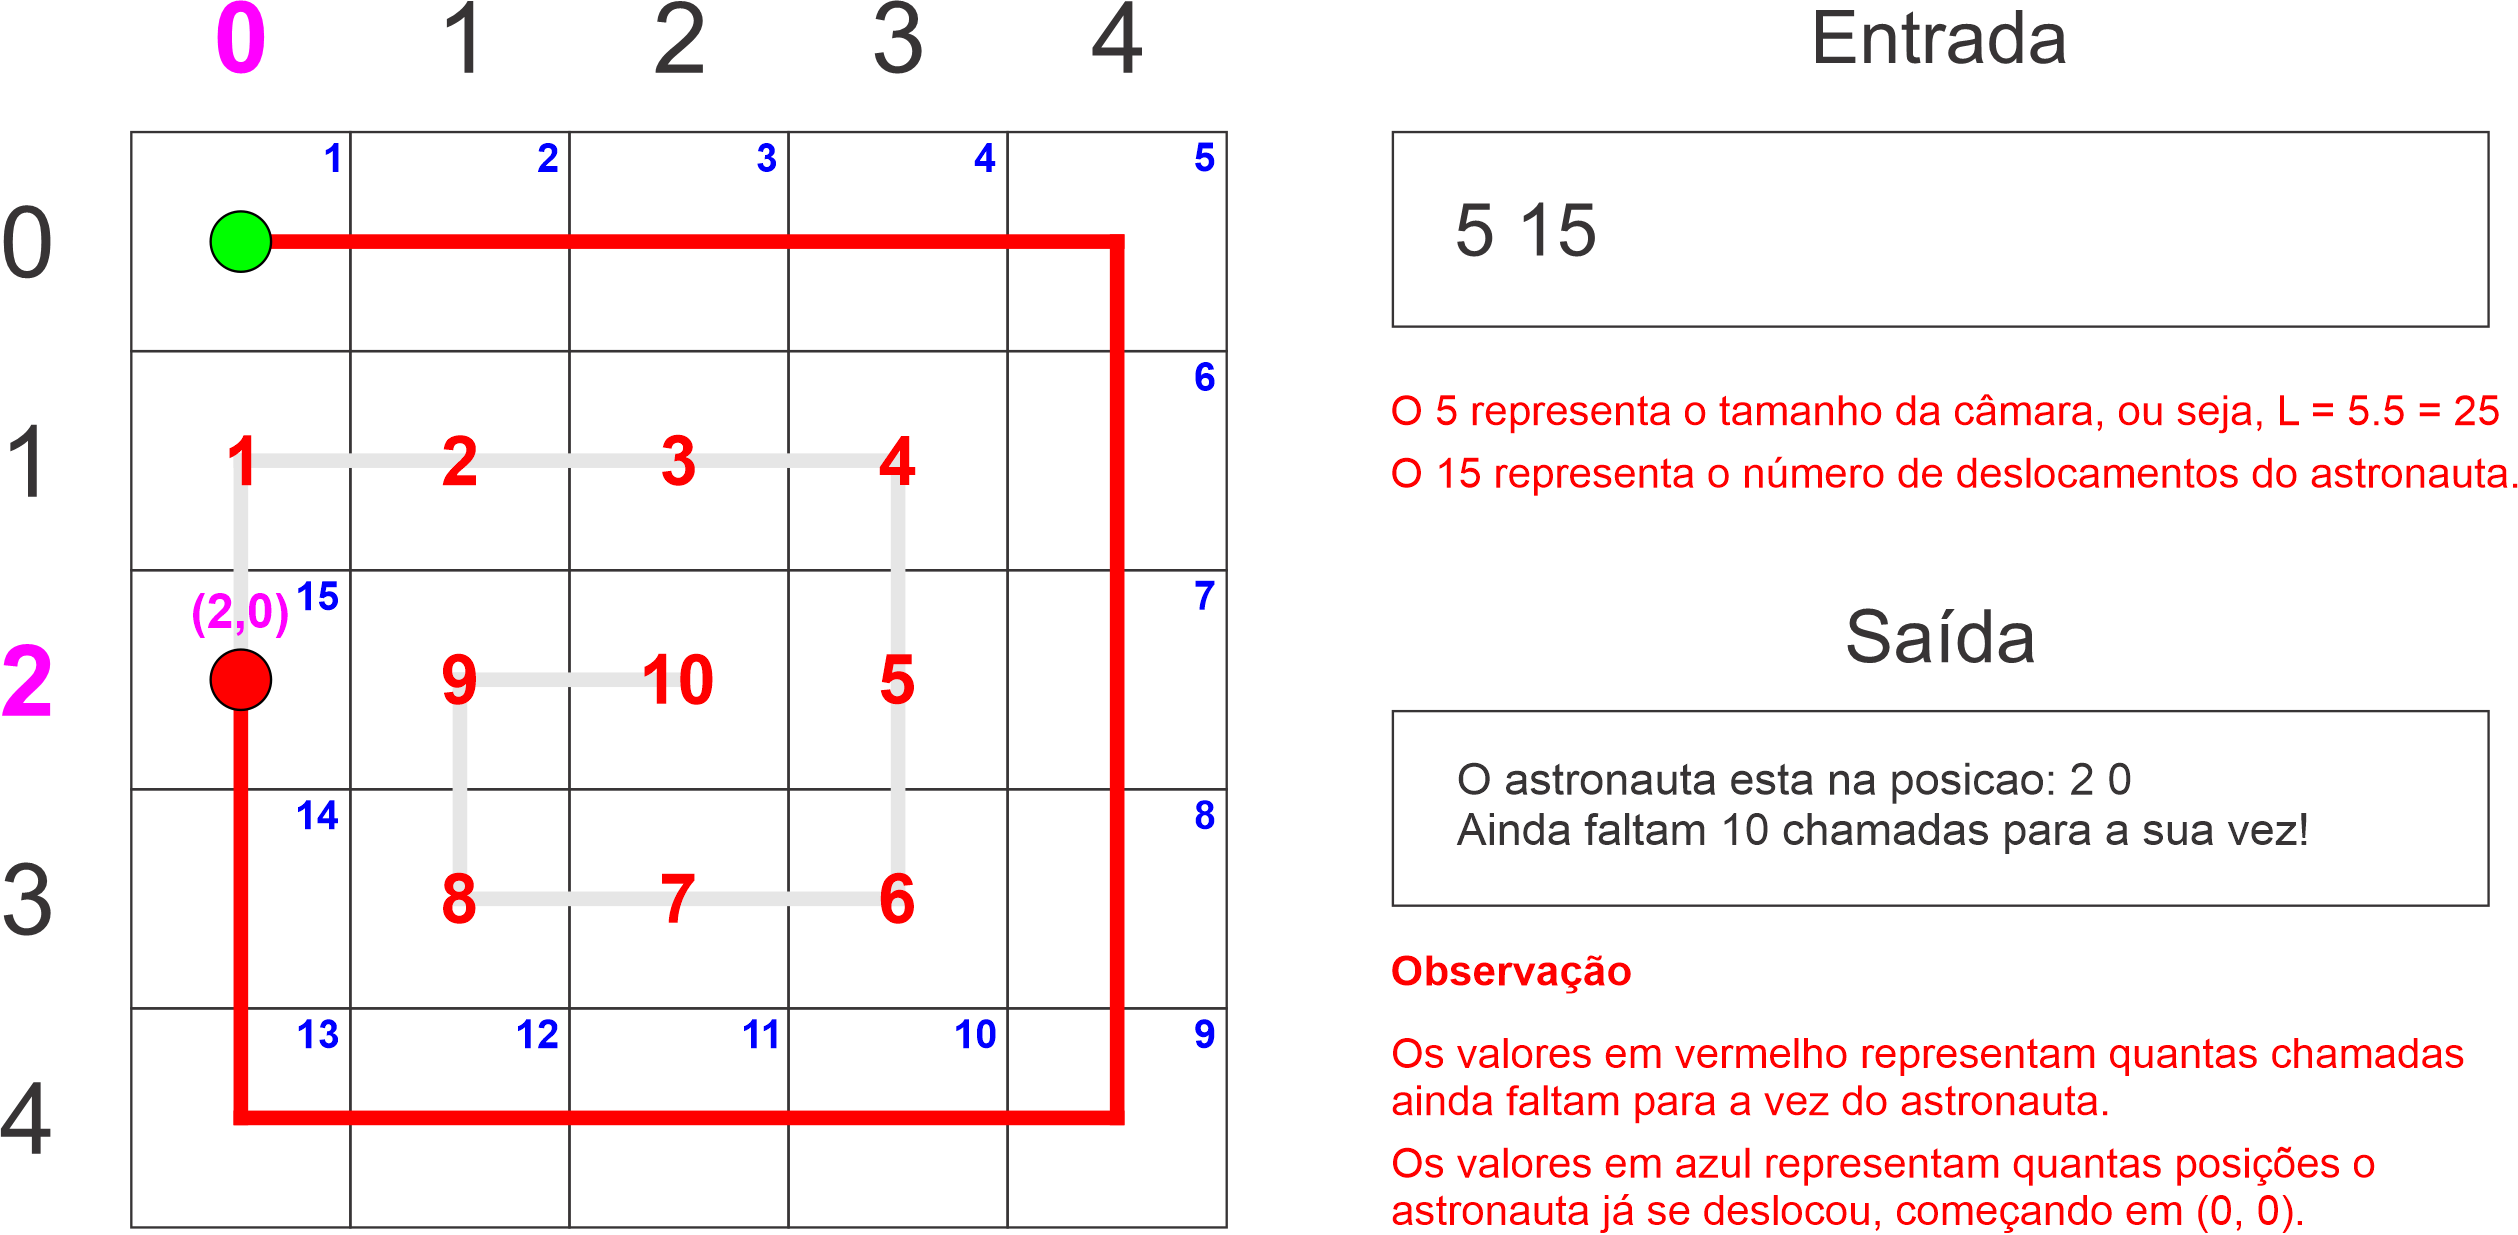 0 1 2 3 4
0
1 2 3 4 5
1
6
1 2 3 4
2
(2,0) 15
7
9 10 5
3
14
8
8 7 6
4
13 12 11 10 9
Entrada
5 15
O 5 representa o tamanho da câmara, ou seja, L = 5.5 = 25
O 15 representa o número de deslocamentos do astronauta.
Saída
O astronauta esta na posicao: 2 0
Ainda faltam 10 chamadas para a sua vez!
Observação
Os valores em vermelho representam quantas chamadas
ainda faltam para a vez do astronauta.
Os valores em azul representam quantas posições o
astronauta já se deslocou, começando em (0, 0).